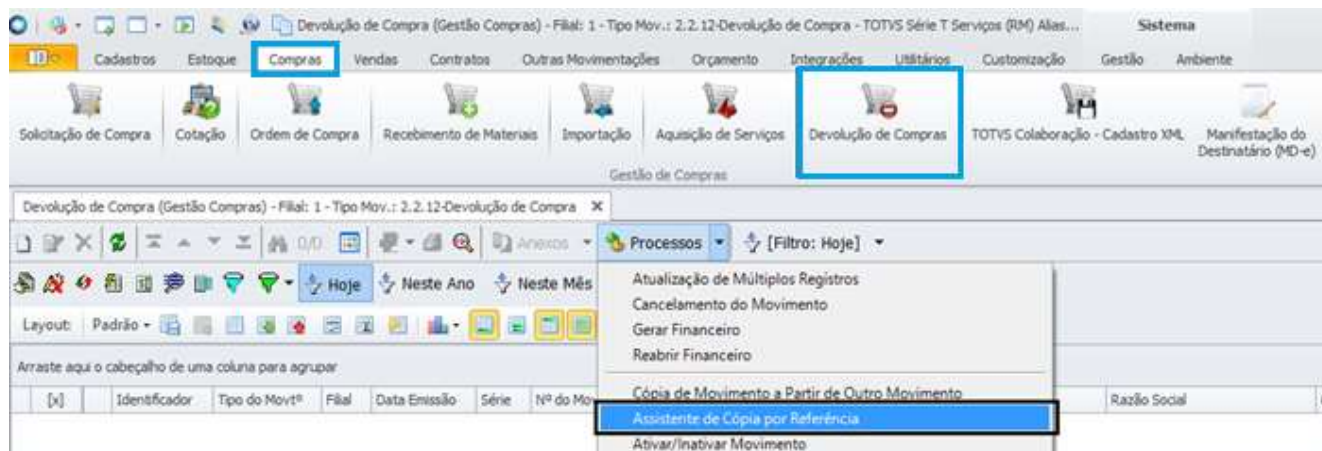 Devolução de Compra (Gestão Compras) - Filial: 1 - Tipo Mov.: 2.2.12-Devolução de Compra - TOTVS Série T Serviços (RM) Alias... Sistema
Cadastros Estoque Compras Vendas Contratos Outras Movimentações Orçamento Integrações Utilitários Customização Gestão Ambiente
Solicitação de Compra Cotação Ordem de Compra Recebimento de Materiais Importação Aquisição de Serviços Devolução de Compras TOTVS Colaboração - Cadastro XML Manifestação do
Destinatário (MD-e)
Gestão de Compras
Devolução de Compra (Gestão Compras) - Filial: 1 - Tipo Mov.: 2.2.12-Devolução de Compra X
0/0 Anexos Processos [Filtro: Hoje]
Hoje Neste Ano Neste Mês
Atualização de Múltiplos Registros
Cancelamento do Movimento
Layout: Padrão
Gerar Financeiro
Reabrir Financeiro
Arraste aqui o cabeçalho de uma coluna para agrupar
Cópia de Movimento a Partir de Outro Movimento
[x] Identificador Tipo do Movtº Filial Data Emissão Série Nº do Mov Razão Social
Assistente de Cópia por Referência
Ativar/Inativar Movimento